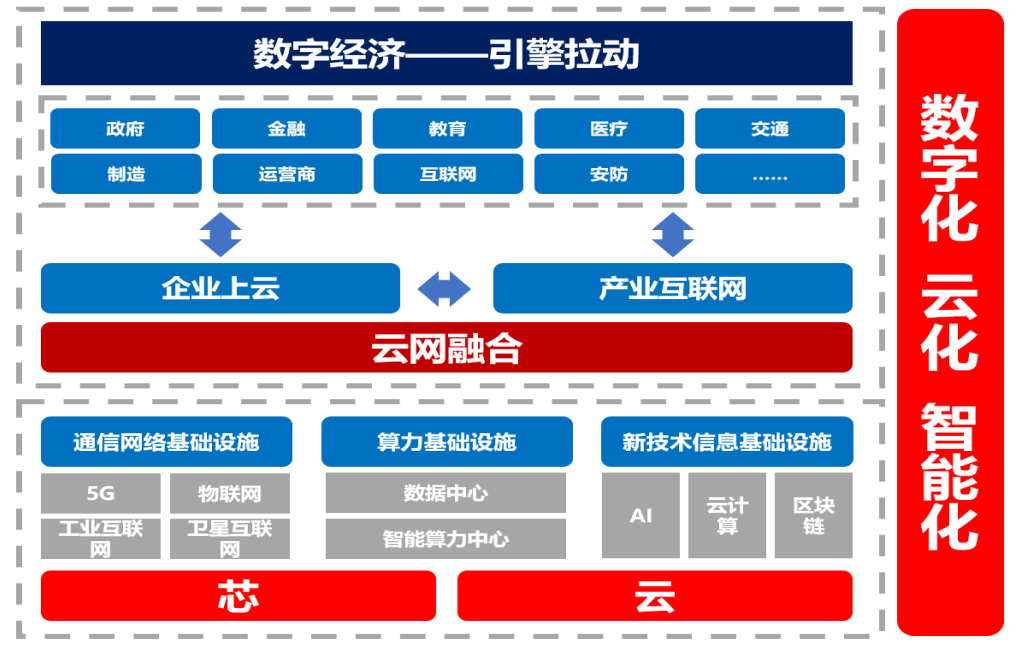 数字经济——引擎拉动
政府
金融
教育
医疗
交通
制造
运营商
互联网
安防
······
企业上云
产业互联网
云网融合
通信网络基础设施
算力基础设施
新技术信息基础设施
5G
物联网
工业互联
网
卫星互联
网
数据中心
智能算力中心
AI
云计
算
区块
链
芯
云
数字化 云化 智能化